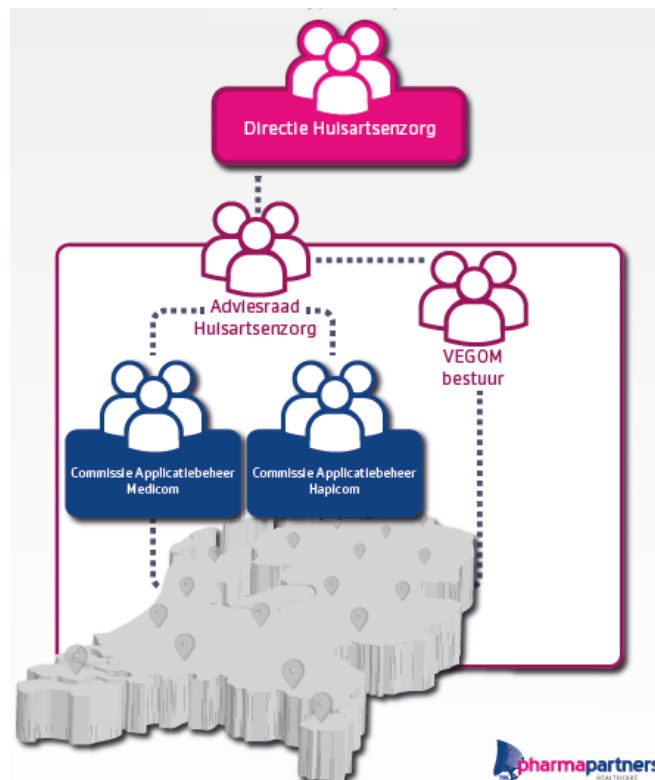 Directie Huisartsenzorg
Adviesraad
Huisartsenzorg
VEGOM
bestuur
Commissie Applicatiebeheer
Medicom
Commissie Applicatiebeheer
Hapicom
pharmapartners
HEALTHCARE